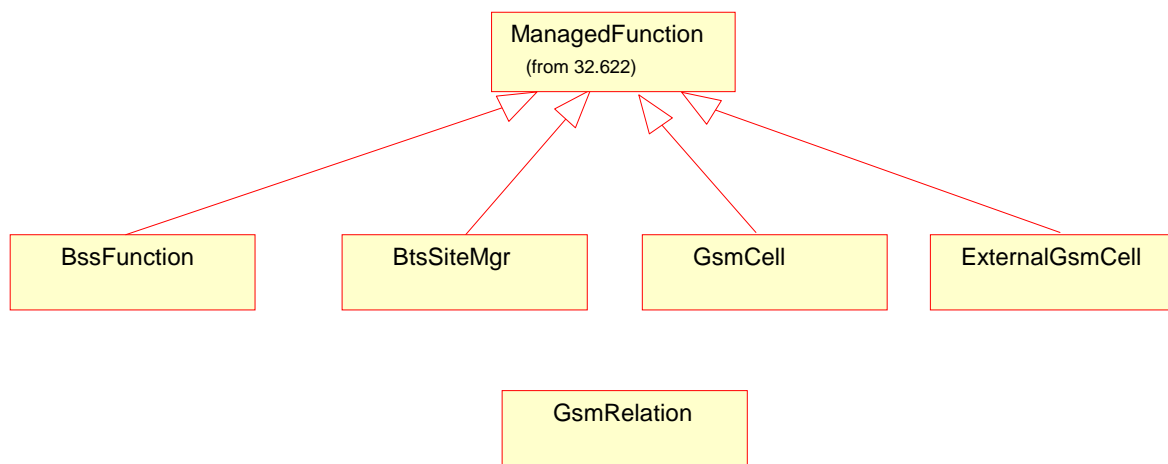 ManagedFunction
(from 32.622)
BssFunction
BtsSiteMgr
GsmCell
ExternalGsmCell
GsmRelation